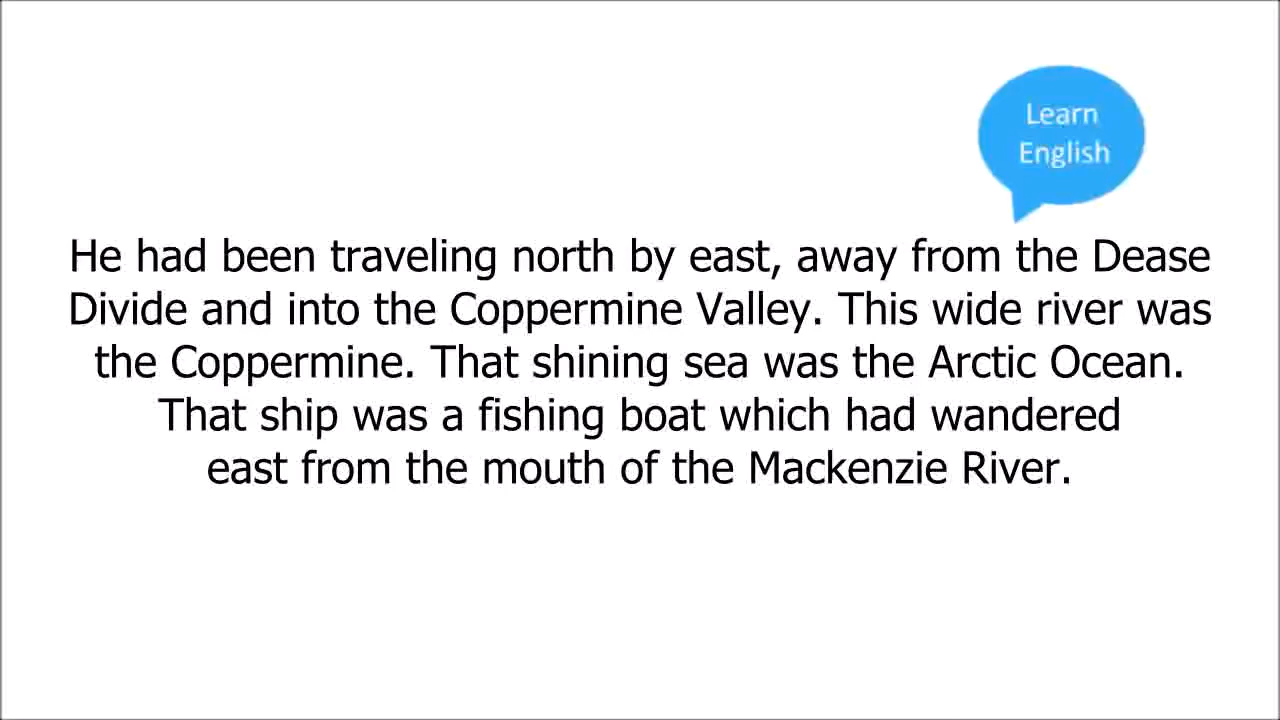 Learn
English
He had been traveling north by east, away from the Dease
Divide and into the Coppermine Valley. This wide river was
the Coppermine. That shining sea was the Arctic Ocean.
That ship was a fishing boat which had wandered
east from the mouth of the Mackenzie River.